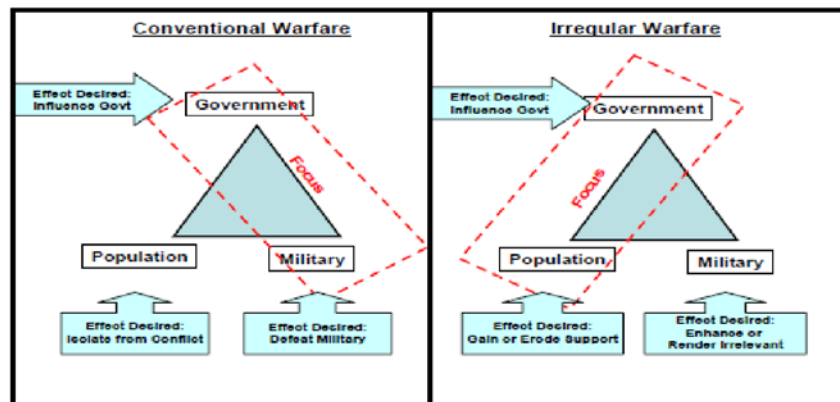 Conventional Warfare
Effect Desired:
Influence Govt
Government
Focus
Population
Military
Effect Desired:
Isolate from Conflict
Effect Desired:
Defeat Military
Irregular Warfare
Effect Desired:
Influence Govt
Government
Focus
Population
Military
Effect Desired:
Gain or Erode Support
Effect Desired:
Enhance or
Render Irrelevant